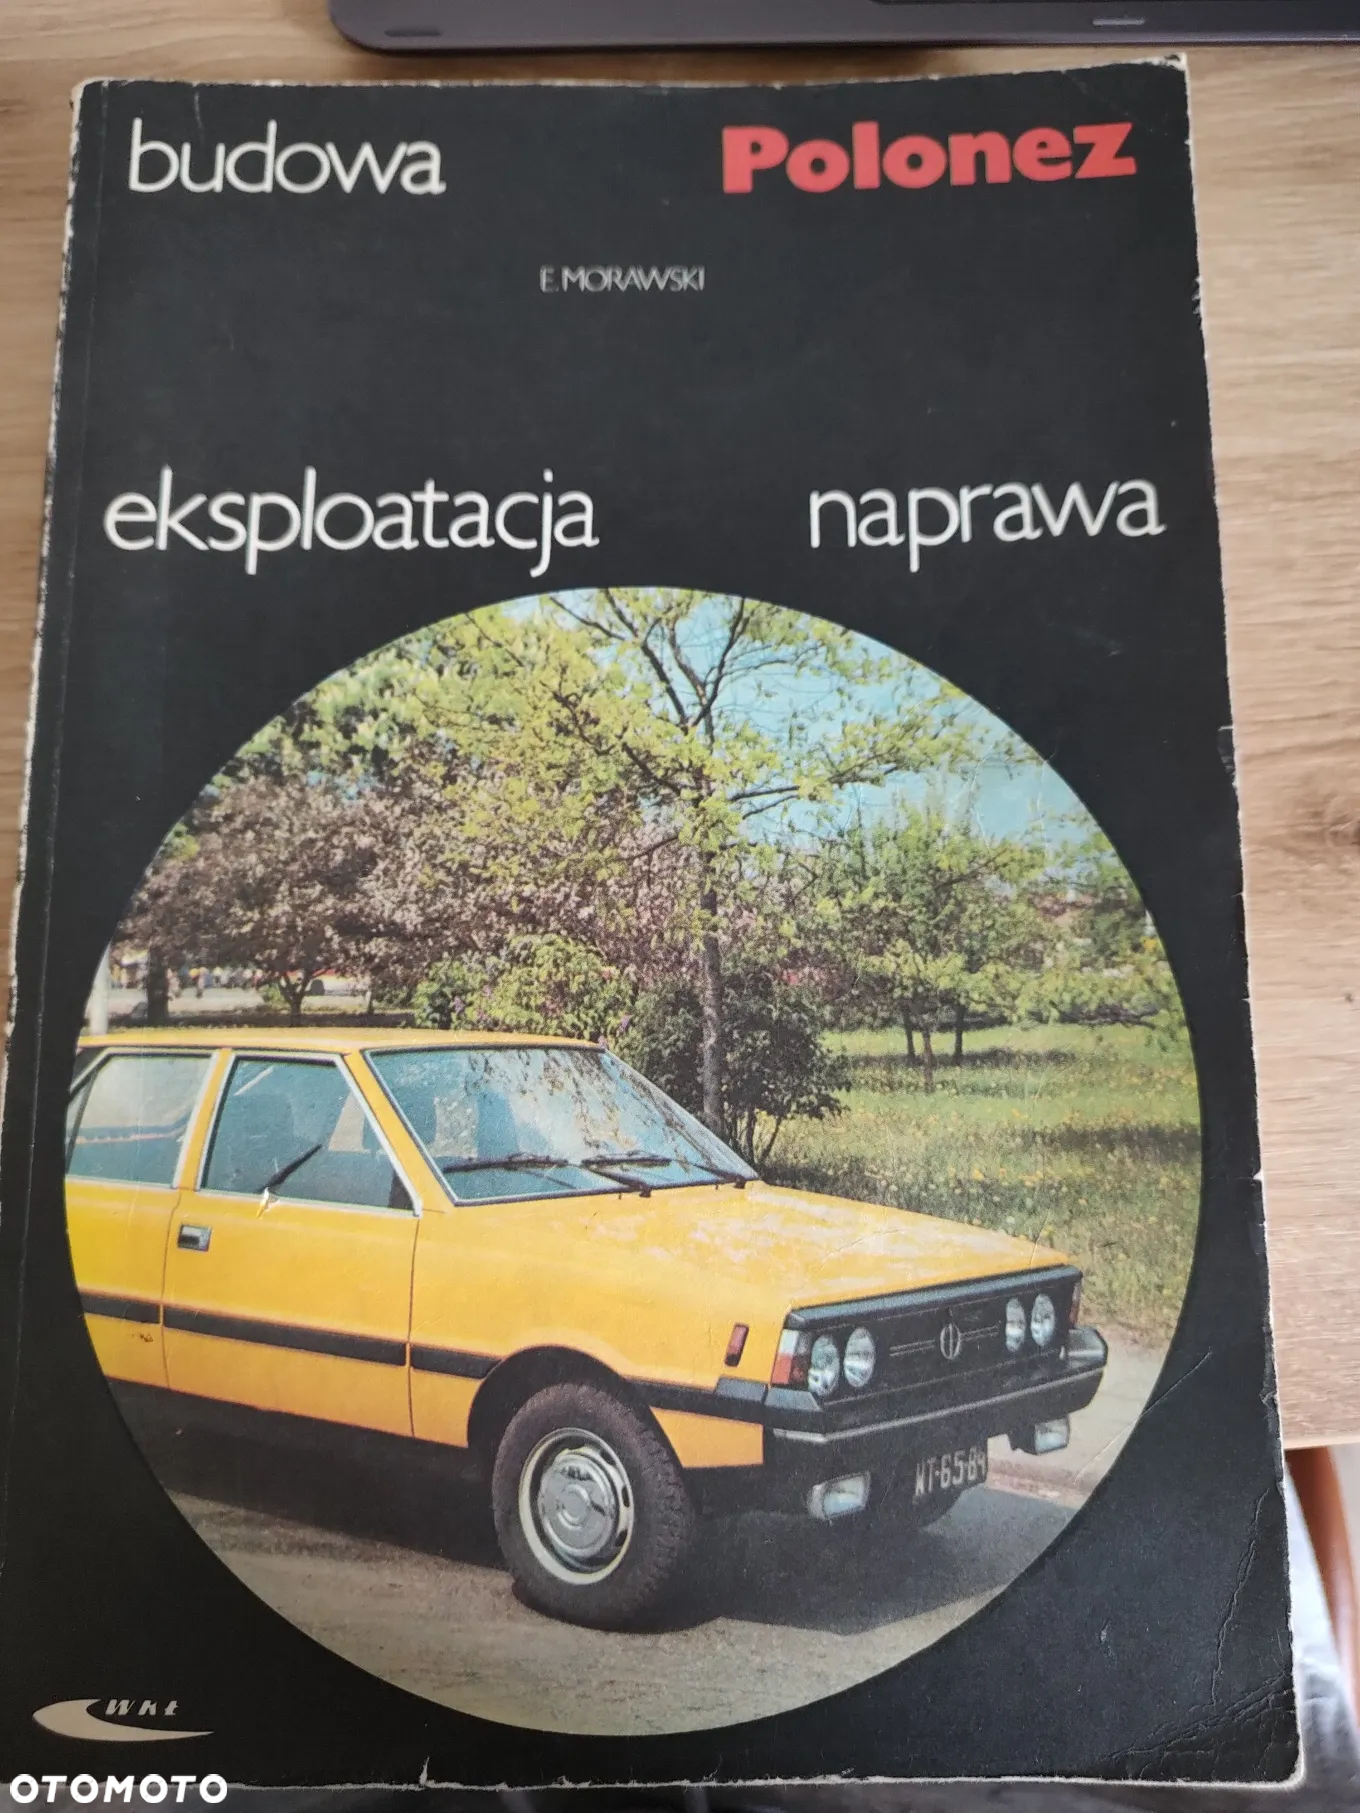 budowa
Polonez
E. MORAWSKI
eksploatacja
naprawa
WT-6584
WKŁ
OTOMOTO